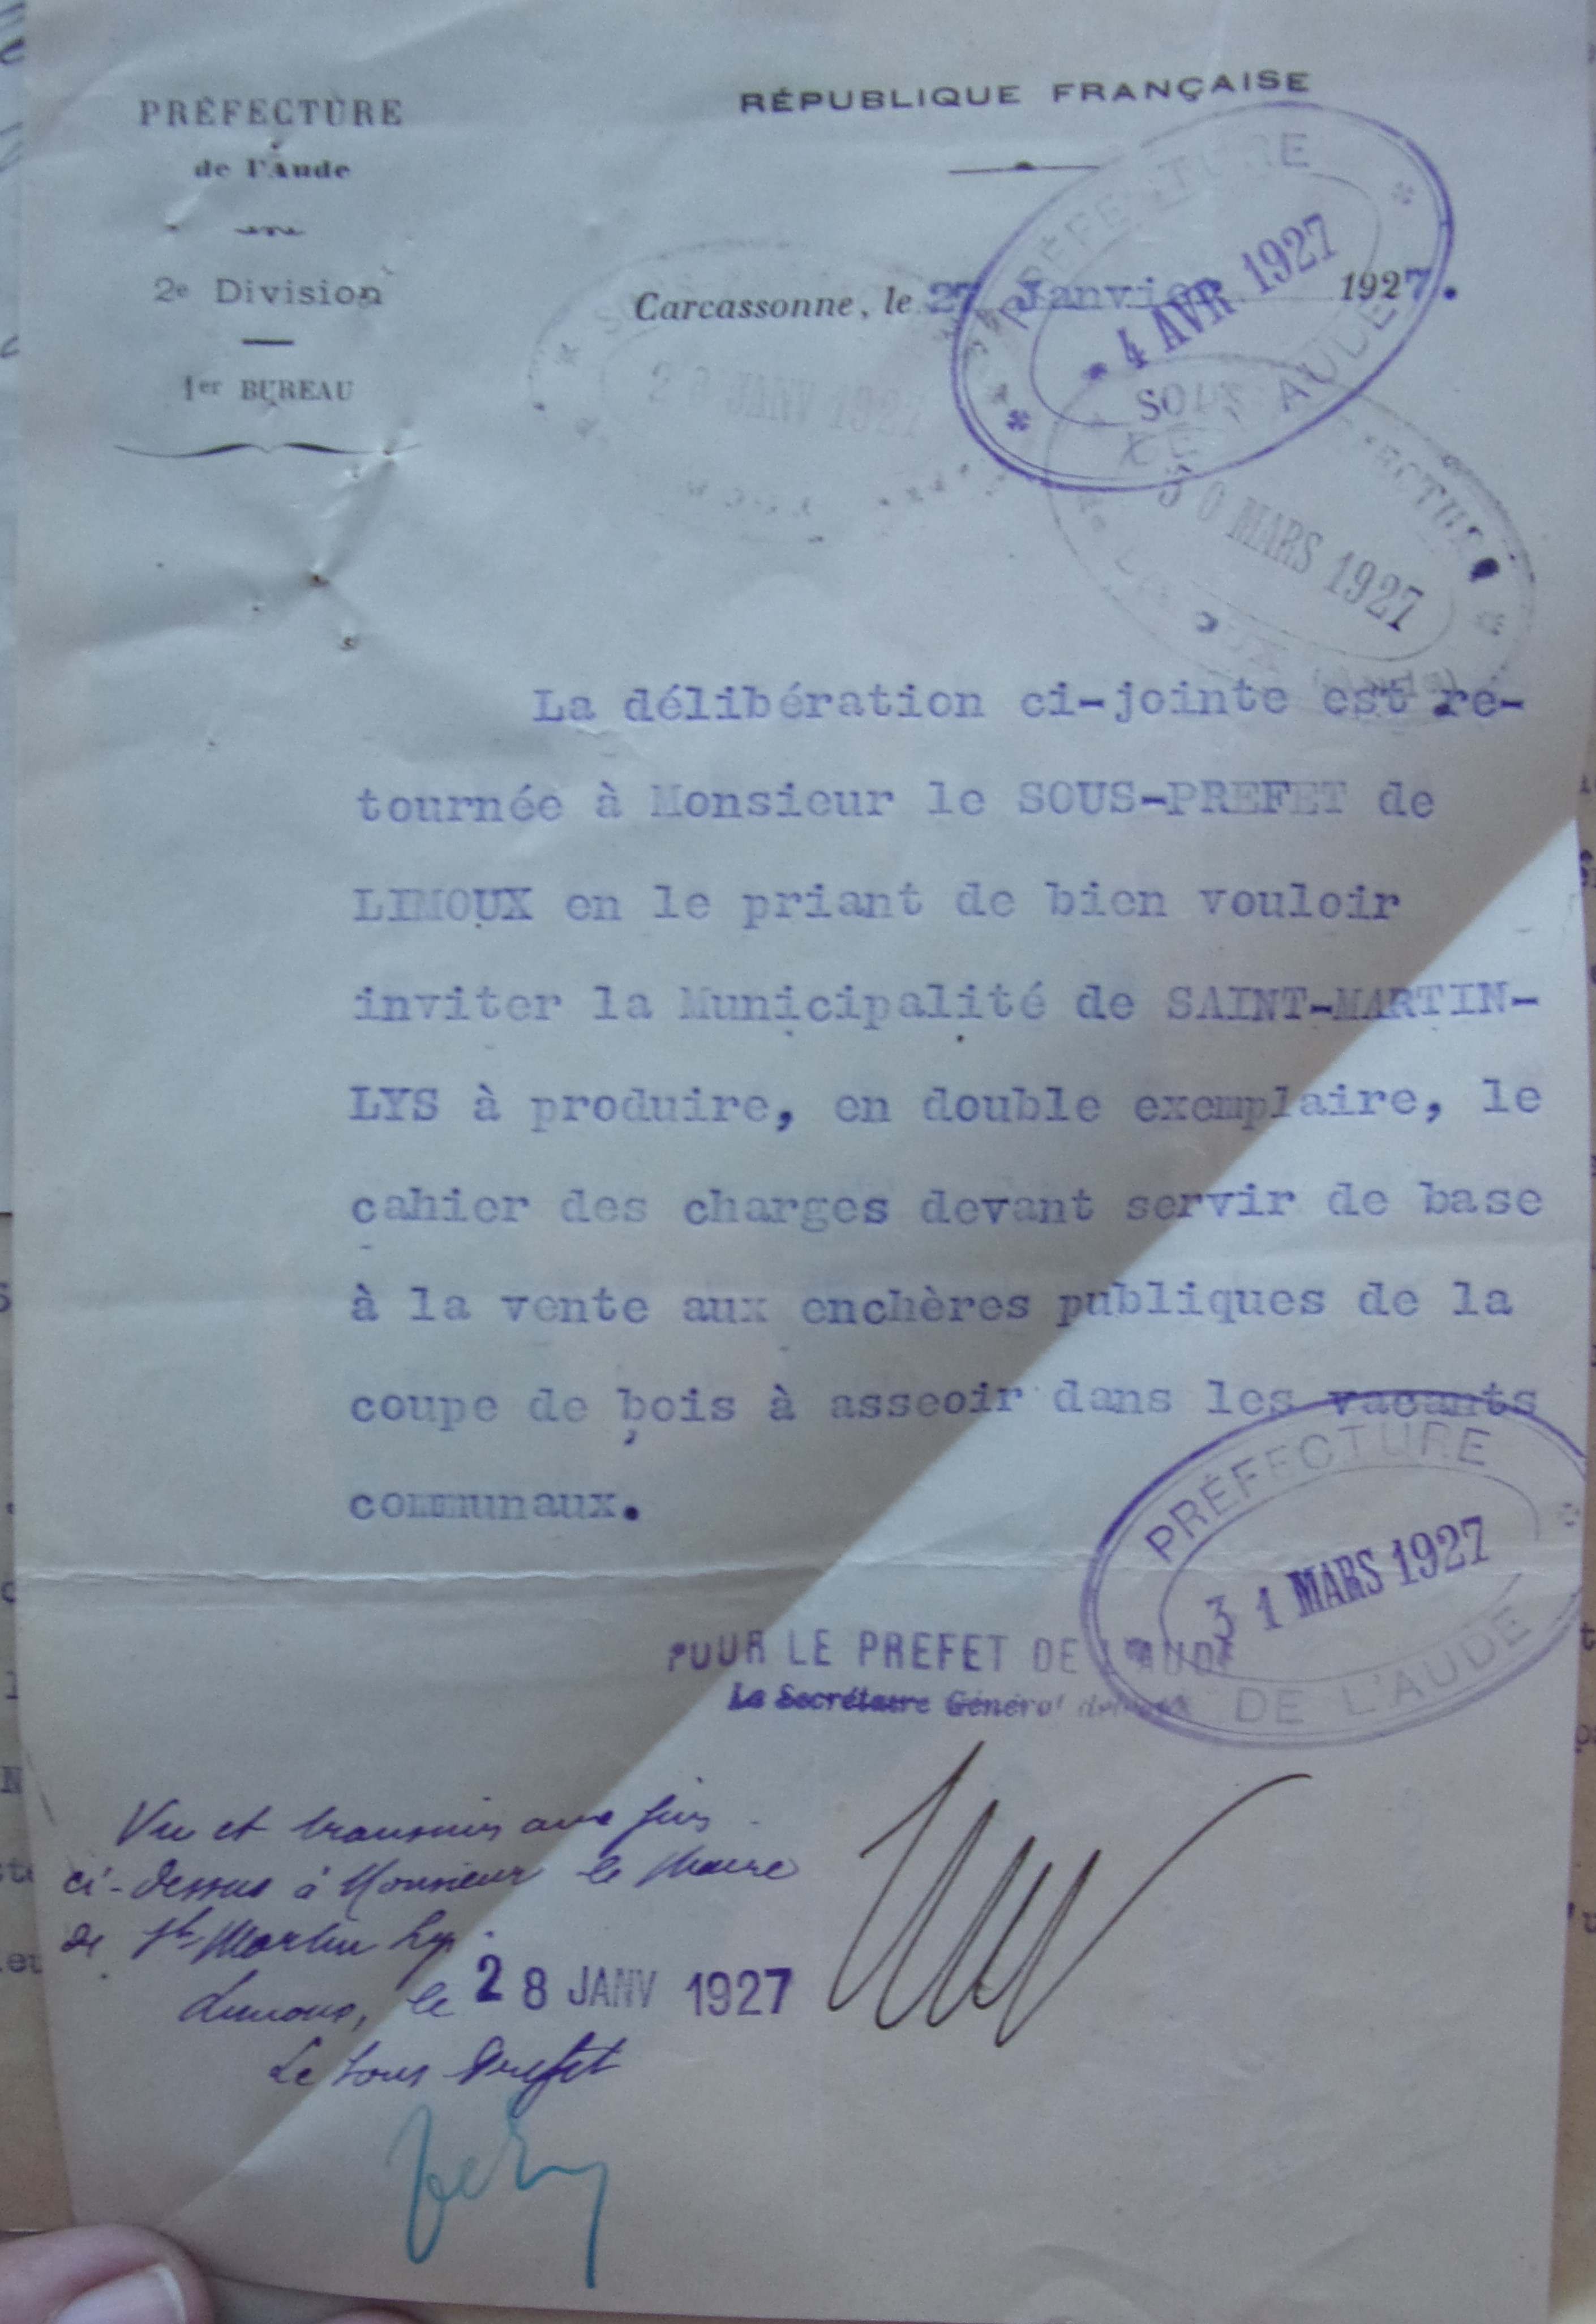 PRÉFECTURE
de l'Aude
2e Division
1er BUREAU
RÉPUBLIQUE FRANÇAISE
Carcassonne, le 27 Janvier 1927.
PRÉFECTURE
4 AVR 1927
DE L'AUDE
JANV 1927
SOUS PRÉFECTURE
30 MARS 1927
La délibération ci-jointe est re-
tournée à Monsieur le SOUS-PREFET de
LIMOUX en le priant de bien vouloir
inviter la Municipalité de SAINT-MARTIN-
LYS à produire, en double exemplaire, le
cahier des charges devant servir de base
à la vente aux enchères publiques de la
coupe de bois à asseoir dans les vacants
communaux.
PRÉFECTURE
31 MARS 1927
DE L'AUDE
POUR LE PREFET DE L'AUDE
Le Secrétaire Général
Vu et transmis aux fins
ci-dessus à Monsieur le Maire
de St Martin Lys.
Limoux, le 28 JANV 1927
Le Sous Préfet